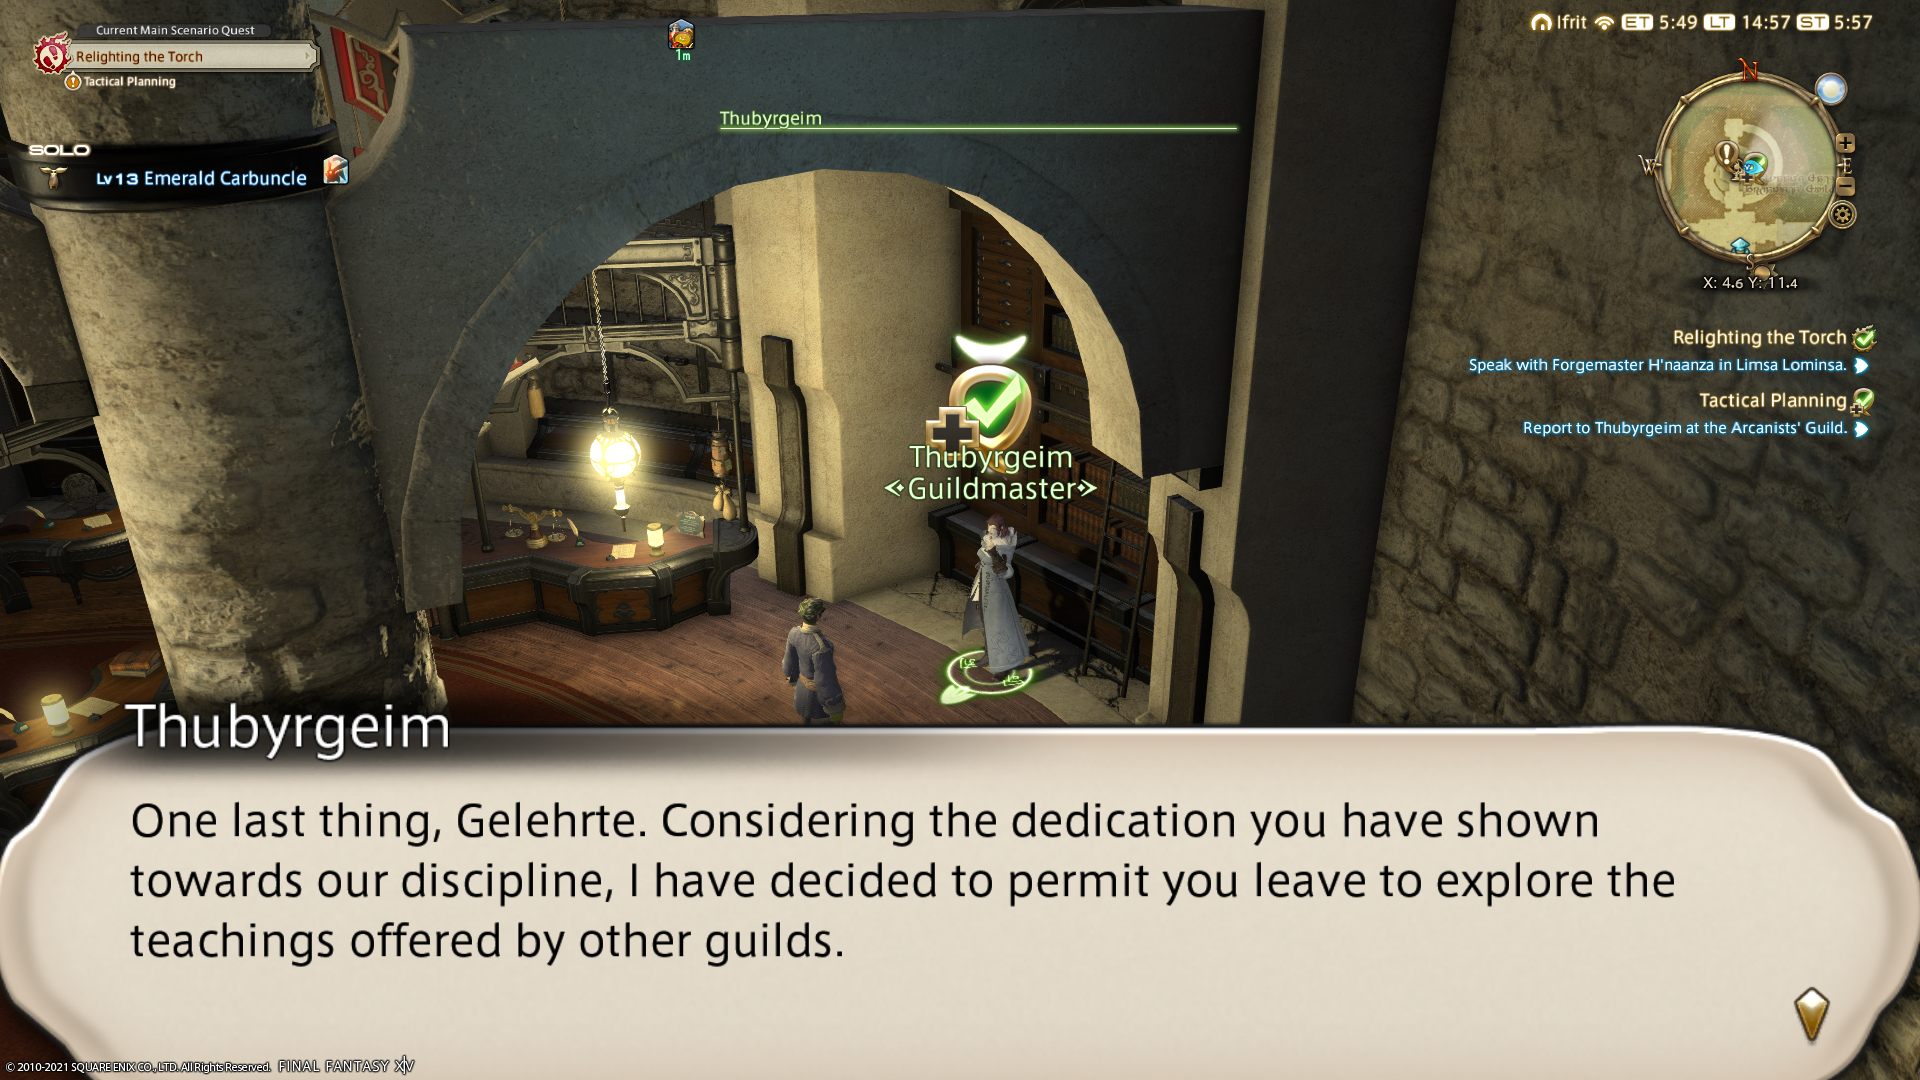 Current Main Scenario Quest
Relighting the Torch
Tactical Planning
SOLO
Lv13 Emerald Carbuncle
1m
Thubyrgeim
Ifrit ET 5:49 LT 14:57 ST 5:57
N
W
E
S
X: 4.6 Y: 11.4
Relighting the Torch
Speak with Forgemaster H'naanza in Limsa Lominsa.
Tactical Planning
Report to Thubyrgeim at the Arcanists' Guild.
Thubyrgeim
Guildmaster
Thubyrgeim
One last thing, Gelehrte. Considering the dedication you have shown
towards our discipline, I have decided to permit you leave to explore the
teachings offered by other guilds.
© 2010-2021 SQUARE ENIX CO., LTD. All Rights Reserved. FINAL FANTASY XIV